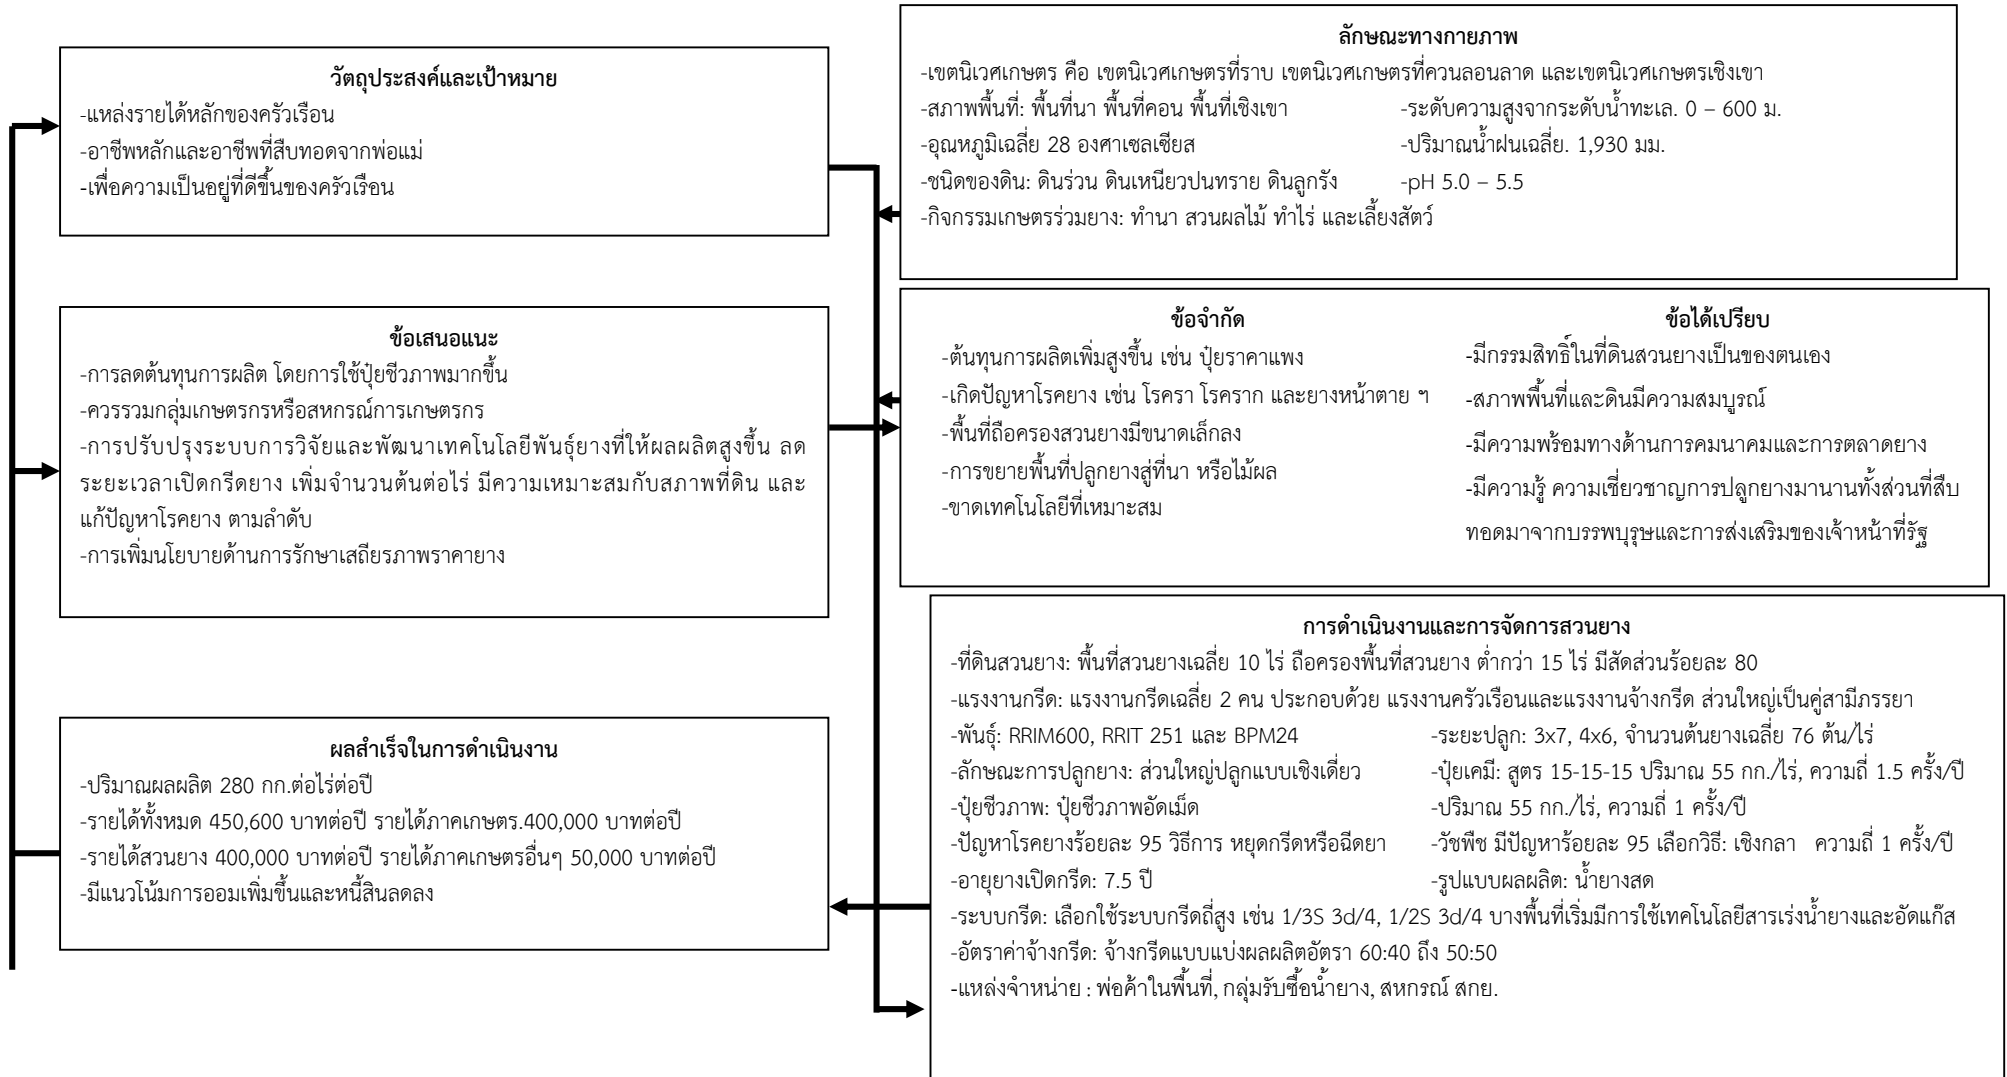 วัตถุประสงค์และเป้าหมาย
-แหล่งรายได้หลักของครัวเรือน
-อาชีพหลักและอาชีพที่สืบทอดจากพ่อแม่
-เพื่อความเป็นอยู่ที่ดีขึ้นของครัวเรือน
ลักษณะทางกายภาพ
-เขตนิเวศเกษตร คือ เขตนิเวศเกษตรที่ราบ เขตนิเวศเกษตรที่ควนลอนลาด และเขตนิเวศเกษตรเชิงเขา
-สภาพพื้นที่: พื้นที่นา พื้นที่คอน พื้นที่เชิงเขา -ระดับความสูงจากระดับน้ำทะเล. 0 – 600 ม.
-อุณหภูมิเฉลี่ย 28 องศาเซลเซียส -ปริมาณน้ำฝนเฉลี่ย. 1,930 มม.
-ชนิดของดิน: ดินร่วน ดินเหนียวปนทราย ดินลูกรัง -pH 5.0 – 5.5
-กิจกรรมเกษตรร่วมยาง: ทำนา สวนผลไม้ ทำไร่ และเลี้ยงสัตว์
ข้อเสนอแนะ
-การลดต้นทุนการผลิต โดยการใช้ปุ๋ยชีวภาพมากขึ้น
-ควรรวมกลุ่มเกษตรกรหรือสหกรณ์การเกษตรกร
-การปรับปรุงระบบการวิจัยและพัฒนาเทคโนโลยีพันธุ์ยางที่ให้ผลผลิตสูงขึ้น ลด
ระยะเวลาเปิดกรีดยาง เพิ่มจำนวนต้นต่อไร่ มีความเหมาะสมกับสภาพที่ดิน และ
แก้ปัญหาโรคยาง ตามลำดับ
-การเพิ่มนโยบายด้านการรักษาเสถียรภาพราคายาง
ข้อจำกัด
-ต้นทุนการผลิตเพิ่มสูงขึ้น เช่น ปุ๋ยราคาแพง
-เกิดปัญหาโรคยาง เช่น โรครา โรคราก และยางหน้าตาย ฯ
-พื้นที่ถือครองสวนยางมีขนาดเล็กลง
-การขยายพื้นที่ปลูกยางสู่ที่นา หรือไม้ผล
-ขาดเทคโนโลยีที่เหมาะสม
ข้อได้เปรียบ
-มีกรรมสิทธิ์ในที่ดินสวนยางเป็นของตนเอง
-สภาพพื้นที่และดินมีความสมบูรณ์
-มีความพร้อมทางด้านการคมนาคมและการตลาดยาง
-มีความรู้ ความเชี่ยวชาญการปลูกยางมานานทั้งส่วนที่สืบ
ทอดมาจากบรรพบุรุษและการส่งเสริมของเจ้าหน้าที่รัฐ
ผลสำเร็จในการดำเนินงาน
-ปริมาณผลผลิต 280 กก.ต่อไร่ต่อปี
-รายได้ทั้งหมด 450,600 บาทต่อปี รายได้ภาคเกษตร.400,000 บาทต่อปี
-รายได้สวนยาง 400,000 บาทต่อปี รายได้ภาคเกษตรอื่นๆ 50,000 บาทต่อปี
-มีแนวโน้มการออมเพิ่มขึ้นและหนี้สินลดลง
การดำเนินงานและการจัดการสวนยาง
-ที่ดินสวนยาง: พื้นที่สวนยางเฉลี่ย 10 ไร่ ถือครองพื้นที่สวนยาง ต่ำกว่า 15 ไร่ มีสัดส่วนร้อยละ 80
-แรงงานกรีด: แรงงานกรีดเฉลี่ย 2 คน ประกอบด้วย แรงงานครัวเรือนและแรงงานจ้างกรีด ส่วนใหญ่เป็นคู่สามีภรรยา
-พันธุ์: RRIM600, RRIT 251 และ BPM24 -ระยะปลูก: 3x7, 4x6, จำนวนต้นยางเฉลี่ย 76 ต้น/ไร่
-ลักษณะการปลูกยาง: ส่วนใหญ่ปลูกแบบเชิงเดี่ยว -ปุ๋ยเคมี: สูตร 15-15-15 ปริมาณ 55 กก./ไร่, ความถี่ 1.5 ครั้ง/ปี
-ปุ๋ยชีวภาพ: ปุ๋ยชีวภาพอัดเม็ด -ปริมาณ 55 กก./ไร่, ความถี่ 1 ครั้ง/ปี
-ปัญหาโรคยางร้อยละ 95 วิธีการ หยุดกรีดหรือฉีดยา -วัชพืช มีปัญหาร้อยละ 95 เลือกวิธี: เชิงกลา ความถี่ 1 ครั้ง/ปี
-อายุยางเปิดกรีด: 7.5 ปี -รูปแบบผลผลิต: น้ำยางสด
-ระบบกรีด: เลือกใช้ระบบกรีดถี่สูง เช่น 1/3S 3d/4, 1/2S 3d/4 บางพื้นที่เริ่มมีการใช้เทคโนโลยีสารเร่งน้ำยางและอัดแก๊ส
-อัตราค่าจ้างกรีด: จ้างกรีดแบบแบ่งผลผลิตอัตรา 60:40 ถึง 50:50
-แหล่งจำหน่าย : พ่อค้าในพื้นที่, กลุ่มรับซื้อน้ำยาง, สหกรณ์ สกย.